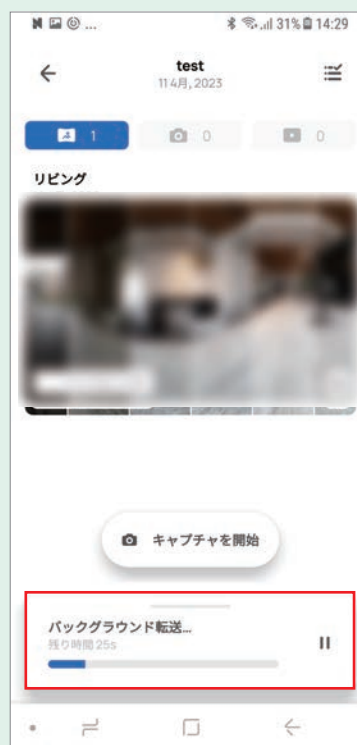 ... 31% 14:29
test
11 4月, 2023
1 0 0
リビング
キャプチャを開始
バックグラウンド転送...
残り時間 25s